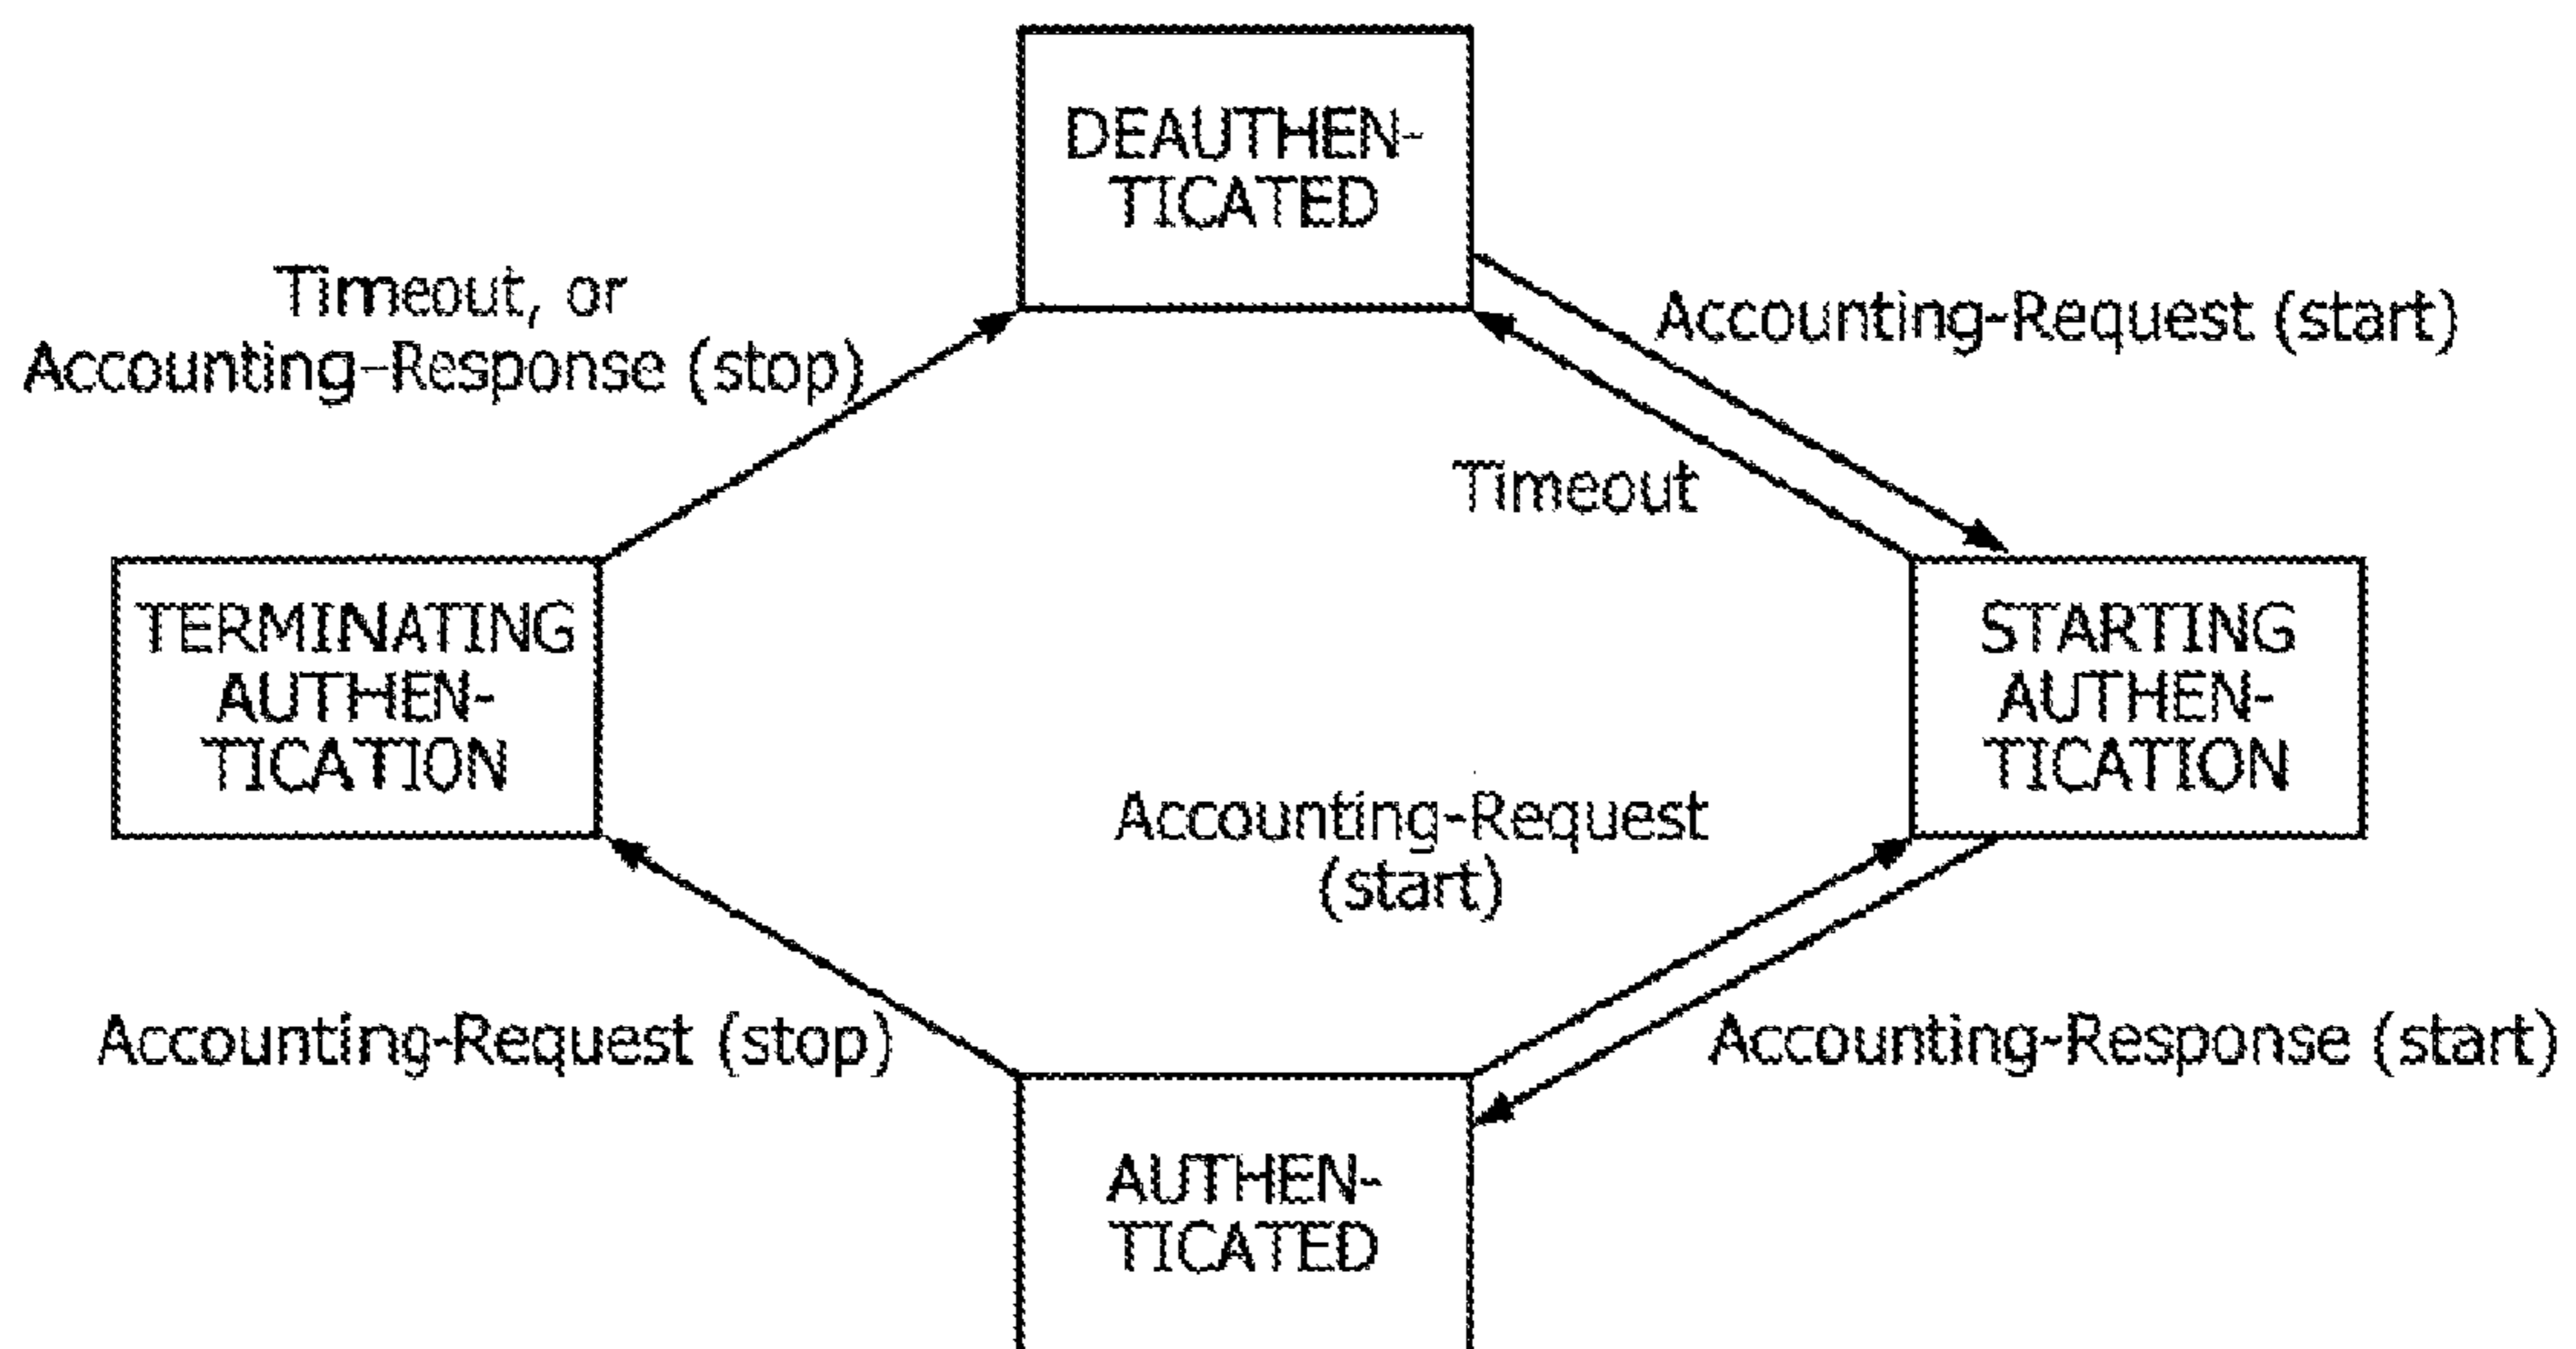 DEAUTHEN-
TICATED
Timeout, or
Accounting-Response (stop)
Accounting-Request (start)
Timeout
TERMINATING
AUTHEN-
TICATION
STARTING
AUTHEN-
TICATION
Accounting-Request
(start)
Accounting-Request (stop)
Accounting-Response (start)
AUTHEN-
TICATED